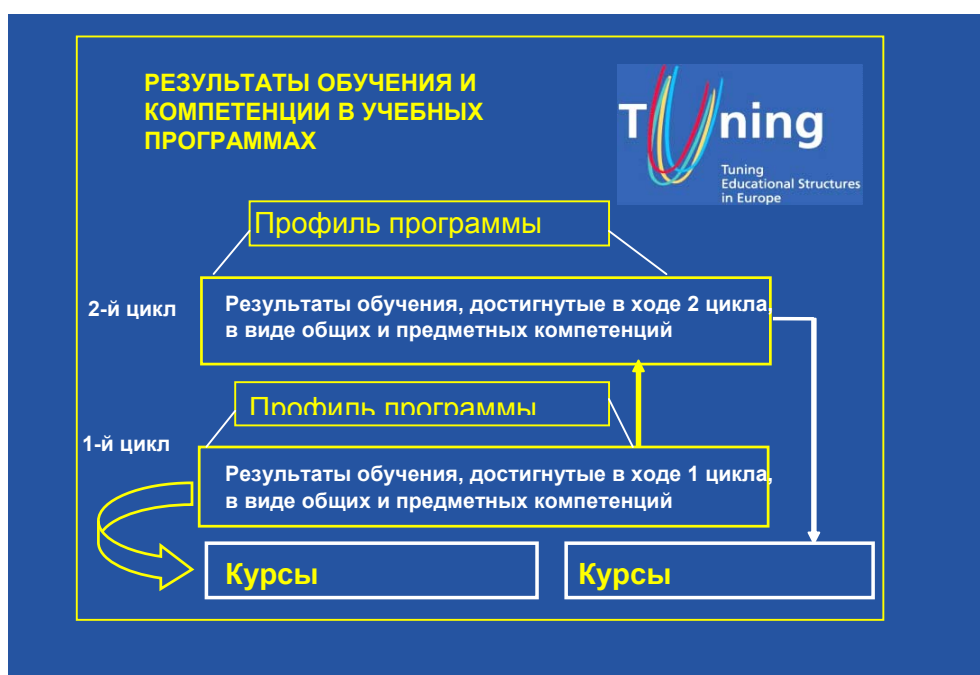 РЕЗУЛЬТАТЫ ОБУЧЕНИЯ И
КОМПЕТЕНЦИИ В УЧЕБНЫХ
ПРОГРАММАХ
Tuning
Tuning
Educational Structures
in Europe
Профиль программы
2-й цикл
Результаты обучения, достигнутые в ходе 2 цикла,
в виде общих и предметных компетенций
Профиль программы
1-й цикл
Результаты обучения, достигнутые в ходе 1 цикла,
в виде общих и предметных компетенций
Курсы
Курсы